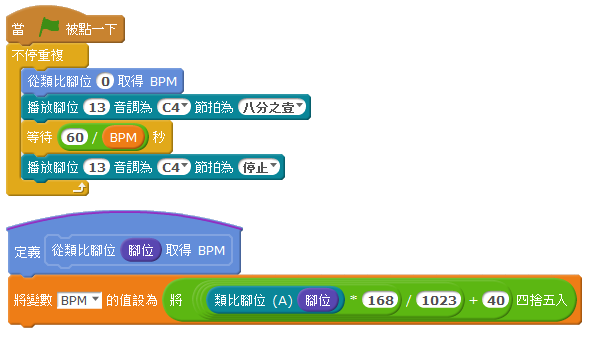 當 被點一下
不停重複
從類比腳位 0 取得 BPM
播放腳位 13 音調為 C4 節拍為 八分之壹
等待 60 / BPM 秒
播放腳位 13 音調為 C4 節拍為 停止
定義 從類比腳位 腳位 取得 BPM
將變數 BPM 的值設為 將 類比腳位 (A) 腳位 * 168 / 1023 + 40 四捨五入